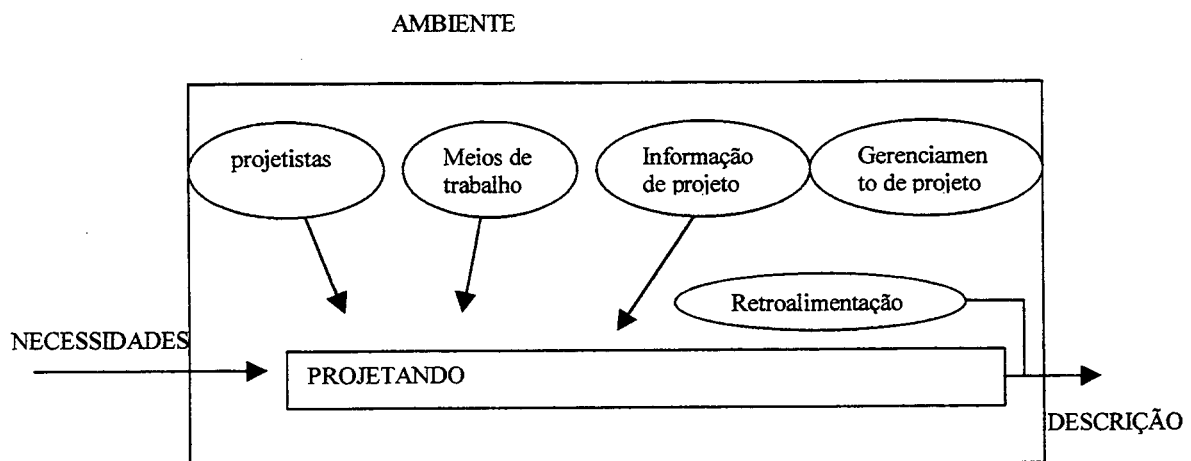 AMBIENTE
projetistas
Meios de
trabalho
Informação
de projeto
Gerenciamen
to de projeto
Retroalimentação
NECESSIDADES
PROJETANDO
DESCRIÇÃO